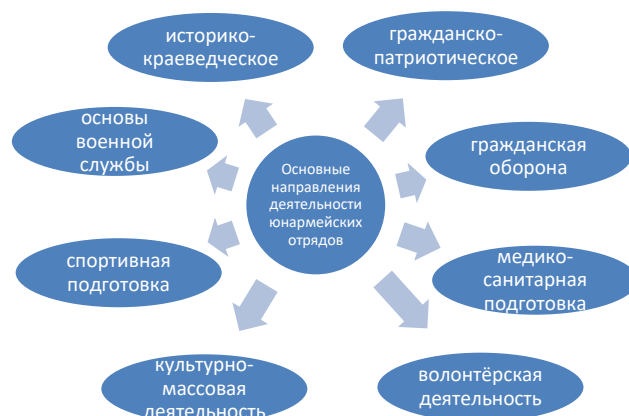 историко-
краеведческое
гражданско-
патриотическое
основы
военной
службы
гражданская
оборона
Основные
направления
деятельности
юнармейских
отрядов
спортивная
подготовка
медико-
санитарная
подготовка
культурно-
массовая
деятельность
волонтёрская
деятельность